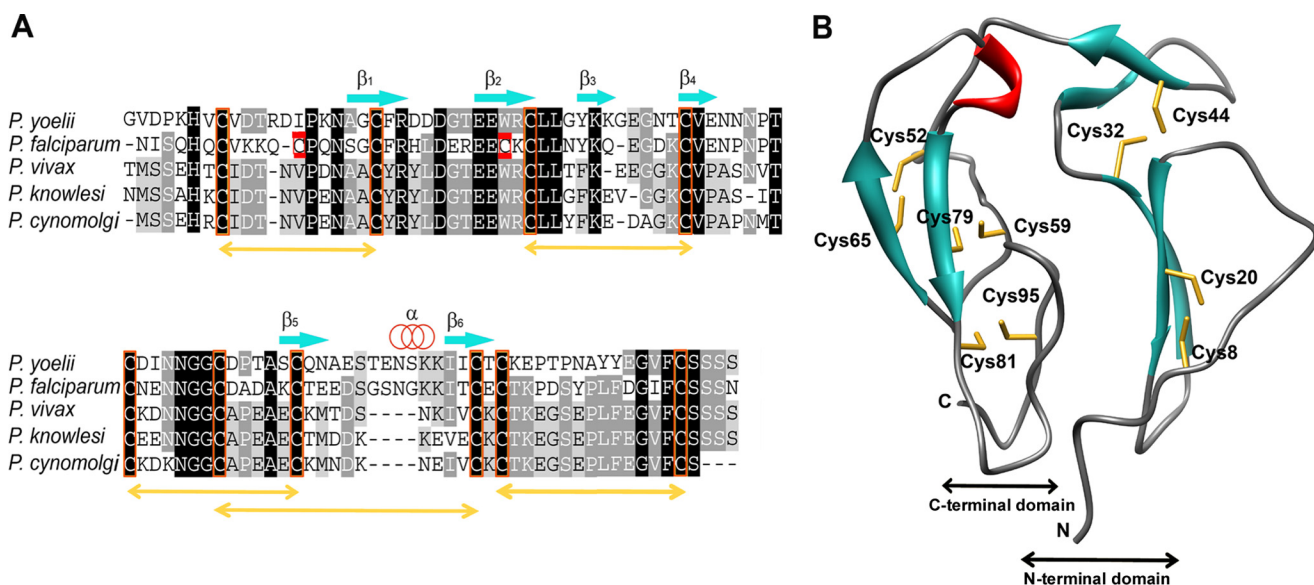 A
β1 β2 β3 β4
P. yoelii GVDPKHVCVDTRDIPKNAGCFRDDDGTEEWRCLLGYKKGEGNTCVENNNPT
P. falciparum -NISQHQCVKKQ-CPQNSGCFRHLDEREECKCLLNYKQ-EGDKCVENPNPT
P. vivax TMSSEHTCIDT-NVPDNAACYRYLDGTEEWRCLLTFK-EEGGKCVPASNVT
P. knowlesi NMSSAHKCIDT-NVPENAACYRYLDGTEEWRCLLGFKEV-GGKCVPAS-IT
P. cynomolgi -MSSEHRCIDT-NVPENAACYRYLDGTEEWRCLLYFKE-DAGKCVPAPNMT
β5 α β6
P. yoelii CDINNGGCDPTASCQNAESTENSKKIICTCKEPTPNAYYEGVFCSSSS
P. falciparum CNENNGGCDADAKCTEEDSGSNGKKITCECTKPDSYPLFDGIFCSSSN
P. vivax CKDNNGGCAPEAECKMTDS----NKIVCKCTKEGSEPLFEGVFCSSSS
P. knowlesi CEENNGGCAPEAECTMDDK----KEVECKCTKEGSEPLFEGVFCSSSS
P. cynomolgi CKDKNGGCAPEAECKMNDK----NEIVCKCTKEGSEPLFEGVFCS---
B
Cys44
Cys52
Cys32
Cys79
Cys59
Cys65
Cys20
Cys95
Cys81
Cys8
C
C-terminal domain
N
N-terminal domain